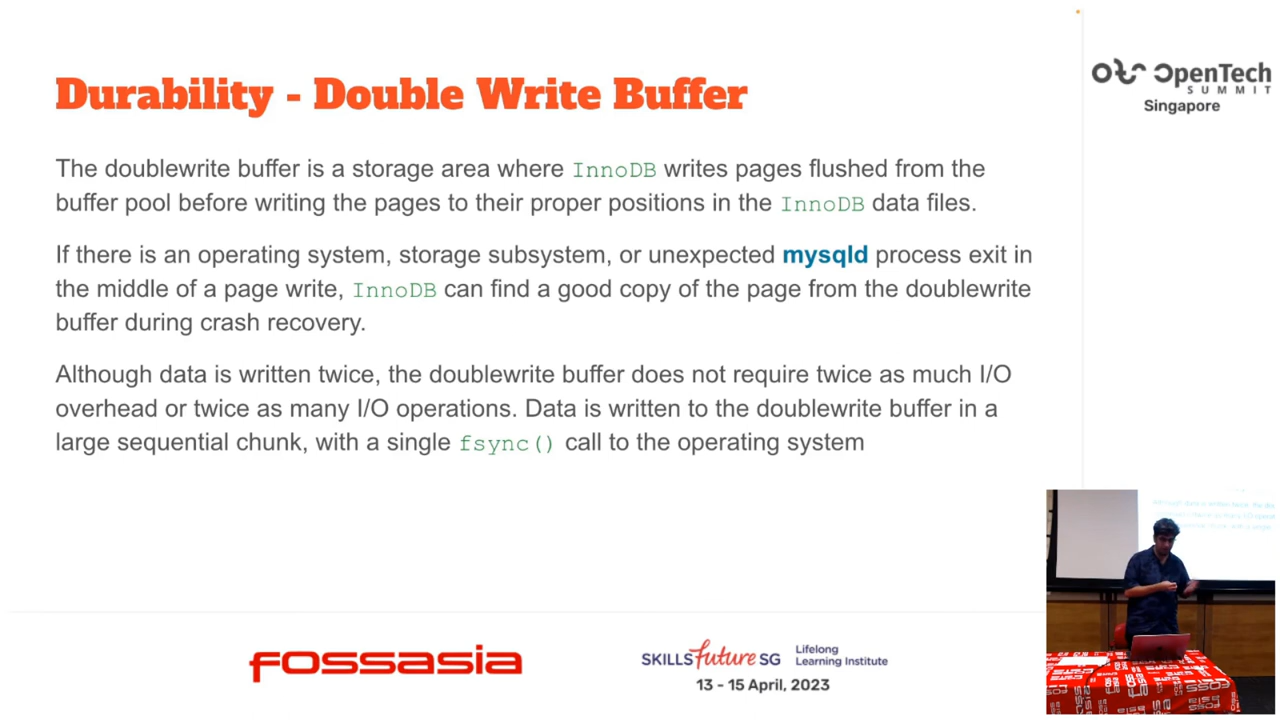 Durability - Double Write Buffer
OpenTech
SUMMIT
Singapore
The doublewrite buffer is a storage area where InnoDB writes pages flushed from the
buffer pool before writing the pages to their proper positions in the InnoDB data files.
If there is an operating system, storage subsystem, or unexpected mysqld process exit in
the middle of a page write, InnoDB can find a good copy of the page from the doublewrite
buffer during crash recovery.
Although data is written twice, the doublewrite buffer does not require twice as much I/O
overhead or twice as many I/O operations. Data is written to the doublewrite buffer in a
large sequential chunk, with a single fsync() call to the operating system
FOSSASIA
SKILLS future SG
Lifelong
Learning Institute
13 - 15 April, 2023